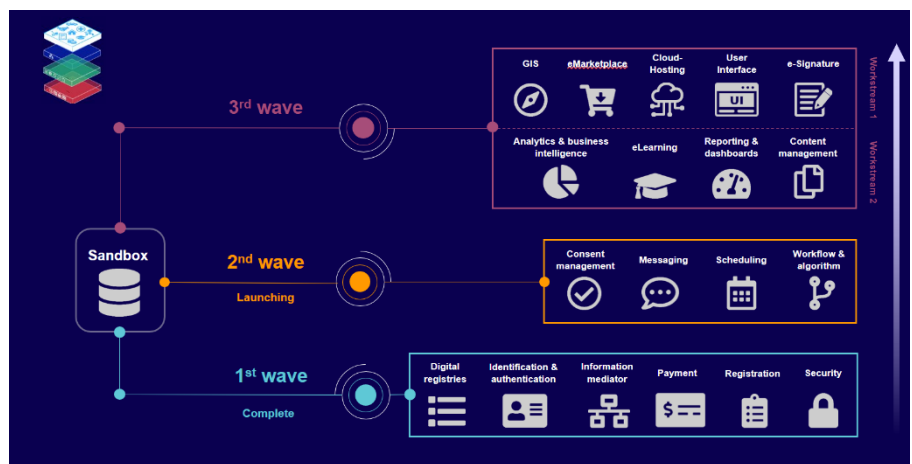 GIS
eMarketplace
Cloud-
Hosting
User
Interface
e-Signature
UI
Workstream 1
3rd wave
Analytics & business
intelligence
eLearning
Reporting &
dashboards
Content
management
Workstream 2
Sandbox
2nd wave
Launching
Consent
management
Messaging
Scheduling
Workflow &
algorithm
1st wave
Complete
Digital
registries
Identification &
authentication
Information
mediator
Payment
$
Registration
Security